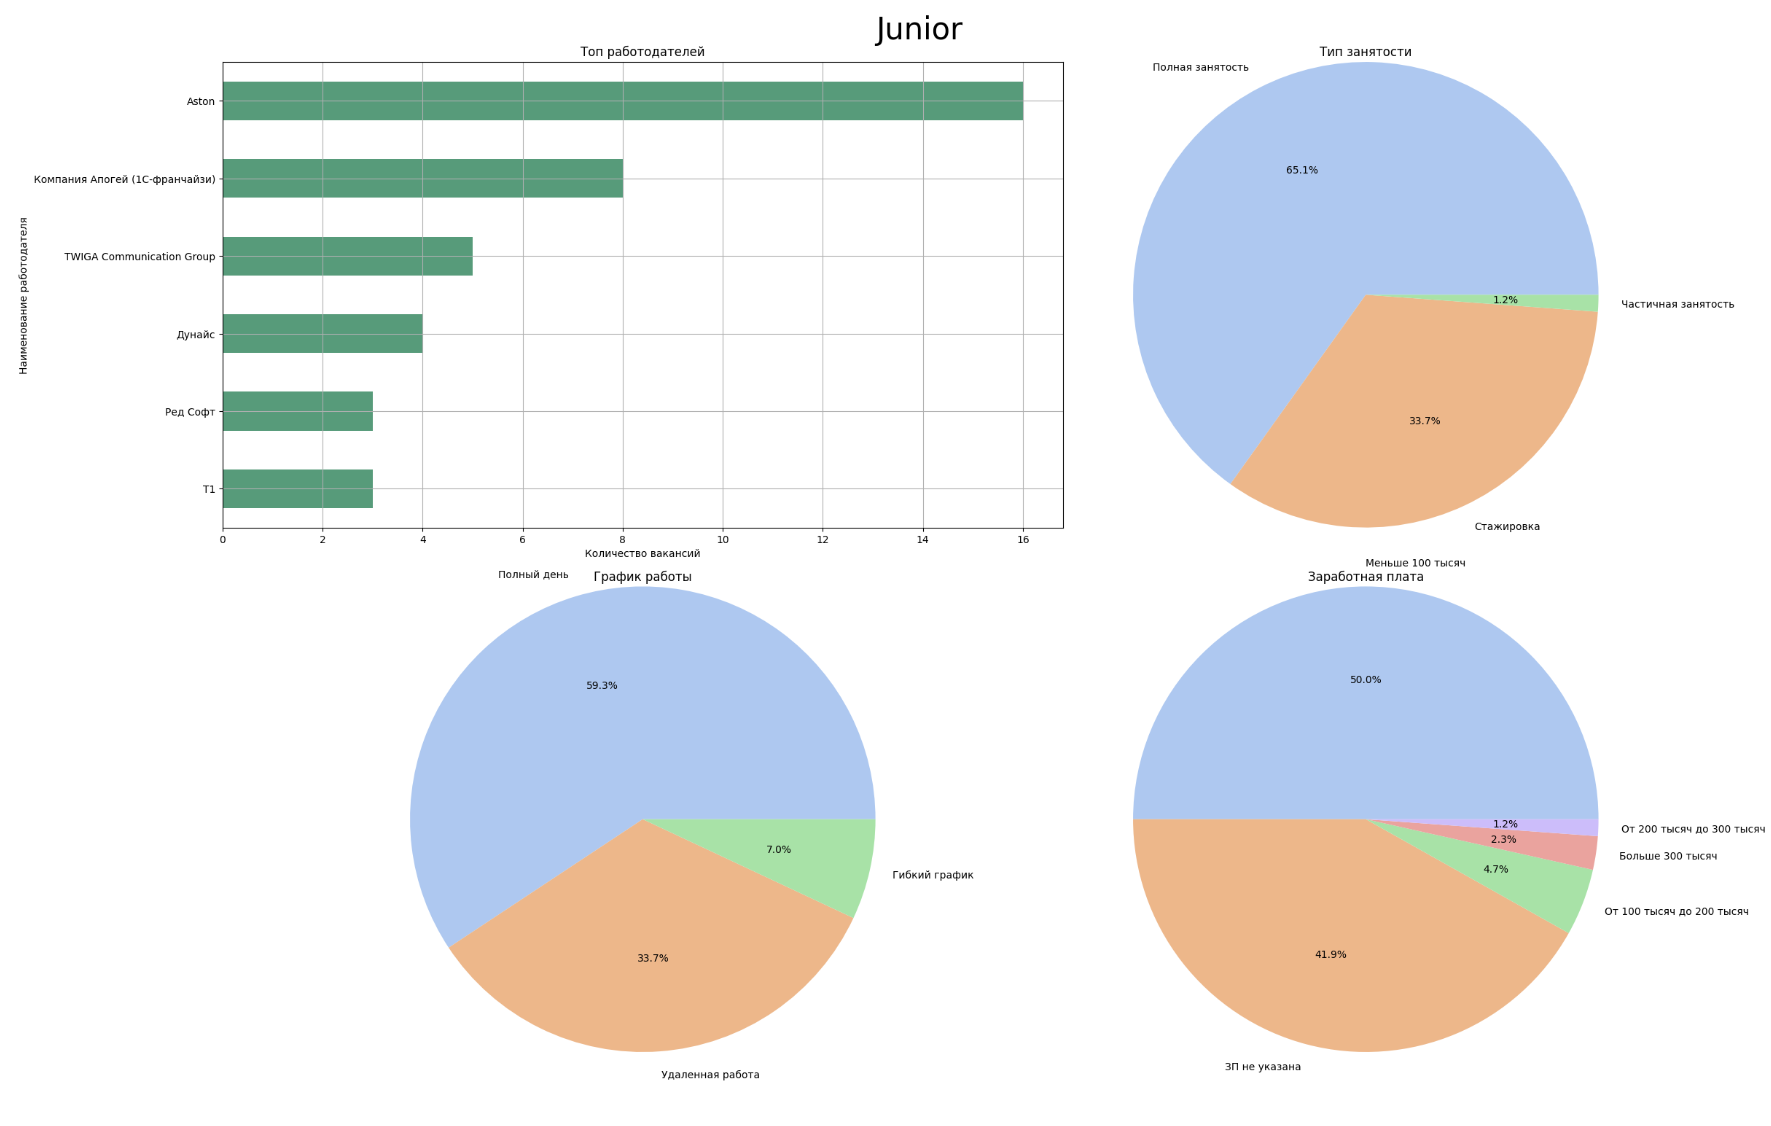 Junior
Топ работодателей
Наименование работодателя
Aston
Компания Апогей (1С-франчайзи)
TWIGA Communication Group
Дунайс
Ред Софт
Т1
0 2 4 6 8 10 12 14 16
Количество вакансий
Тип занятости
Полная занятость
65.1%
1.2%
Частичная занятость
33.7%
Стажировка
График работы
Полный день
59.3%
7.0%
Гибкий график
33.7%
Удаленная работа
Меньше 100 тысяч
Заработная плата
50.0%
1.2%
От 200 тысяч до 300 тысяч
2.3%
Больше 300 тысяч
4.7%
От 100 тысяч до 200 тысяч
41.9%
ЗП не указана